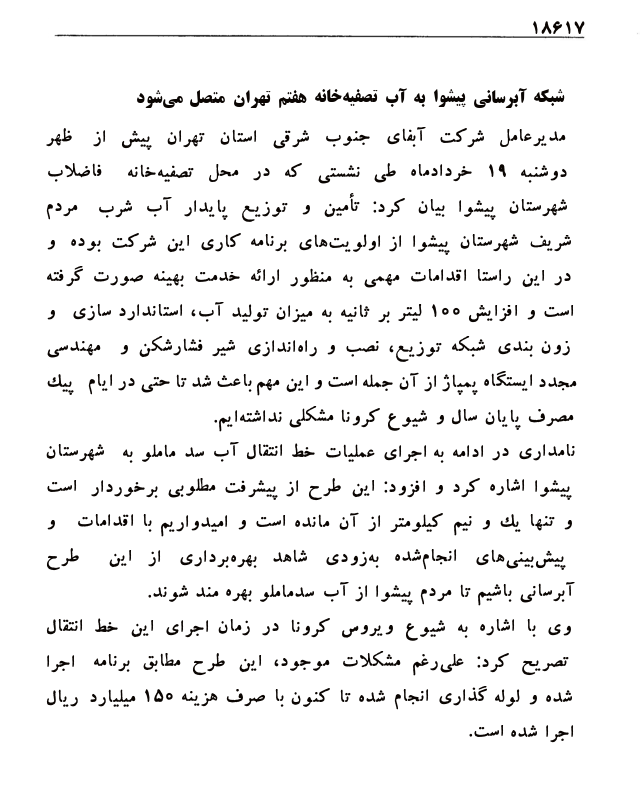 ۱۸۶۱۷
شبکه آبرسانی پیشوا به آب تصفیه‌خانه هفتم تهران متصل می‌شود
مدیرعامل شرکت آبفای جنوب شرقی استان تهران پیش از ظهر
دوشنبه ۱۹ خردادماه طی نشستی که در محل تصفیه‌خانه فاضلاب
شهرستان پیشوا بیان کرد: تأمین و توزیع پایدار آب شرب مردم
شریف شهرستان پیشوا از اولویت‌های برنامه کاری این شرکت بوده و
در این راستا اقدامات مهمی به منظور ارائه خدمت بهینه صورت گرفته
است و افزایش ۱۰۰ لیتر بر ثانیه به میزان تولید آب، استاندارد سازی و
زون بندی شبکه توزیع، نصب و راه‌اندازی شیر فشارشکن و مهندسی
مجدد ایستگاه پمپاژ از آن جمله است و این مهم باعث شد تا حتی در ایام پیك
مصرف پایان سال و شیوع کرونا مشکلی نداشته‌ایم.
نامداری در ادامه به اجرای عملیات خط انتقال آب سد ماملو به شهرستان
پیشوا اشاره کرد و افزود: این طرح از پیشرفت مطلوبی برخوردار است
و تنها یك و نیم کیلومتر از آن مانده است و امیدواریم با اقدامات و
پیش‌بینی‌های انجام‌شده به‌زودی شاهد بهره‌برداری از این طرح
آبرسانی باشیم تا مردم پیشوا از آب سدماملو بهره مند شوند.
وی با اشاره به شیوع ویروس کرونا در زمان اجرای این خط انتقال
تصریح کرد: علی‌رغم مشکلات موجود، این طرح مطابق برنامه اجرا
شده و لوله گذاری انجام شده تا کنون با صرف هزینه ۱۵۰ میلیارد ریال
اجرا شده است.